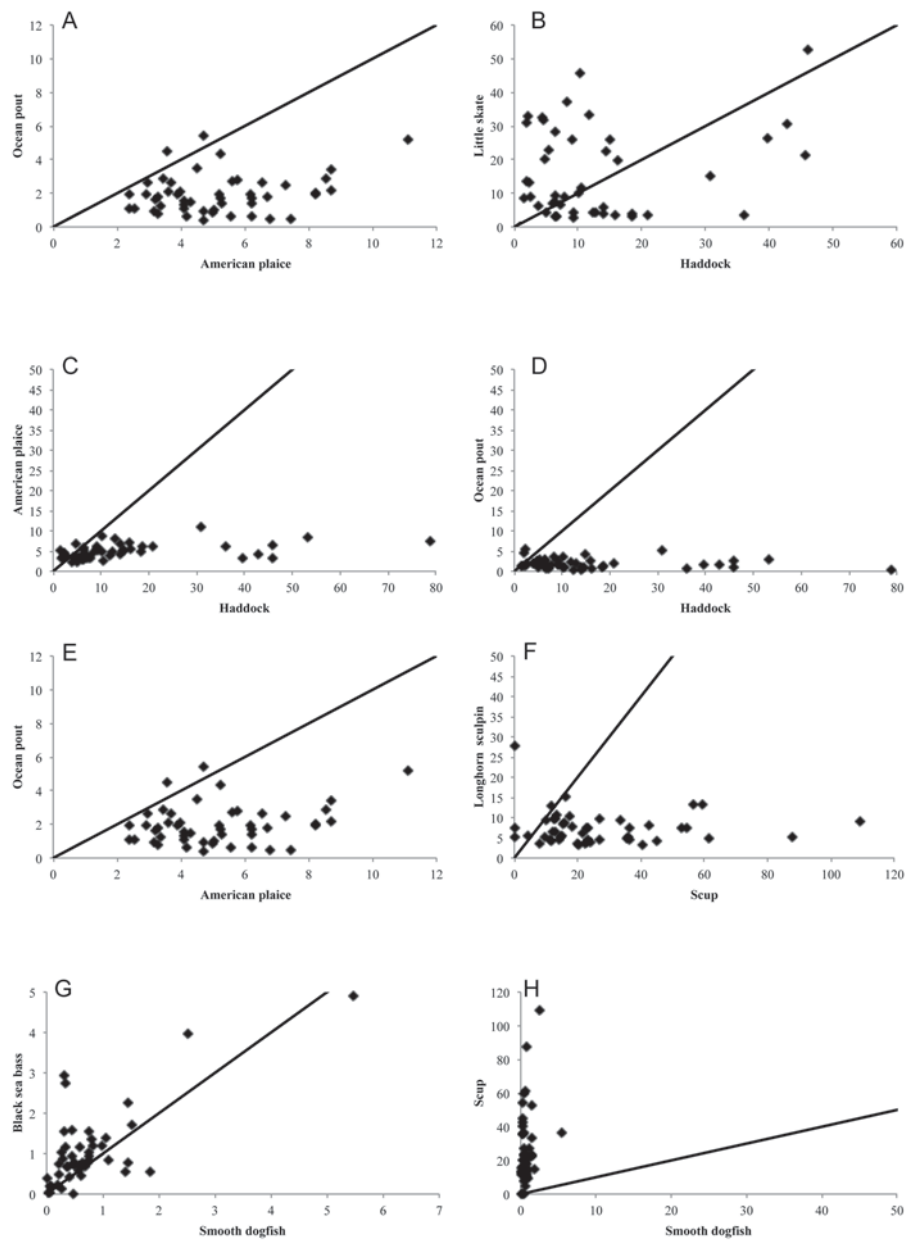 A
12
10
8
6
4
2
0
Ocean pout
0 2 4 6 8 10 12
American plaice
B
60
50
40
30
20
10
0
Little skate
0 10 20 30 40 50 60
Haddock
C
50
45
40
35
30
25
20
15
10
5
0
American plaice
0 10 20 30 40 50 60 70 80
Haddock
D
50
45
40
35
30
25
20
15
10
5
0
Ocean pout
0 10 20 30 40 50 60 70 80
Haddock
E
12
10
8
6
4
2
0
Ocean pout
0 2 4 6 8 10 12
American plaice
F
50
45
40
35
30
25
20
15
10
5
0
Longhorn sculpin
0 20 40 60 80 100 120
Scup
G
5
4
3
2
1
0
Black sea bass
0 1 2 3 4 5 6 7
Smooth dogfish
H
120
100
80
60
40
20
0
Scup
0 10 20 30 40 50
Smooth dogfish